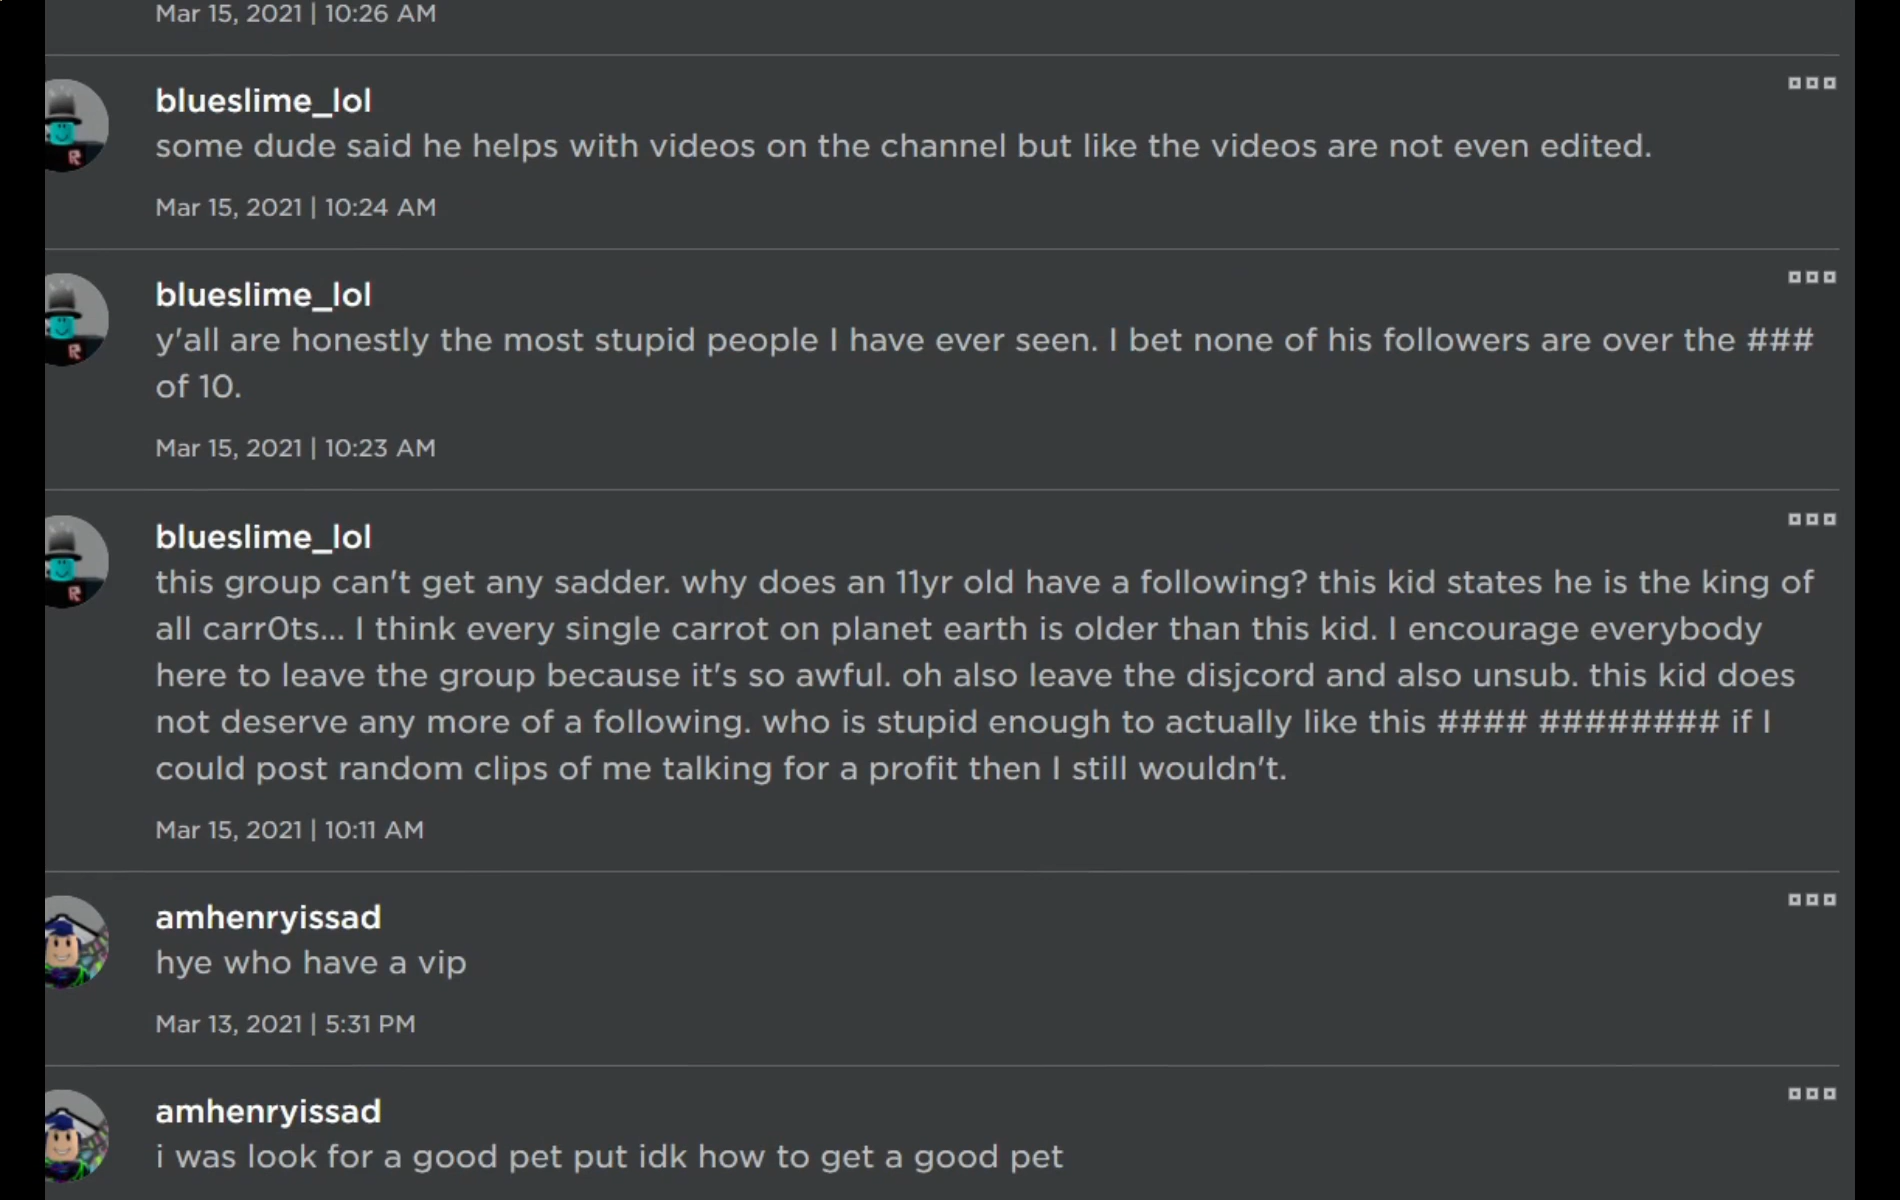 Mar 15, 2021 | 10:26 AM
blueslime_lol
some dude said he helps with videos on the channel but like the videos are not even edited.
Mar 15, 2021 | 10:24 AM
blueslime_lol
y'all are honestly the most stupid people I have ever seen. I bet none of his followers are over the ###
of 10.
Mar 15, 2021 | 10:23 AM
blueslime_lol
this group can't get any sadder. why does an 11yr old have a following? this kid states he is the king of
all carr0ts... I think every single carrot on planet earth is older than this kid. I encourage everybody
here to leave the group because it's so awful. oh also leave the disjcord and also unsub. this kid does
not deserve any more of a following. who is stupid enough to actually like this #### ######## if I
could post random clips of me talking for a profit then I still wouldn't.
Mar 15, 2021 | 10:11 AM
amhenryissad
hye who have a vip
Mar 13, 2021 | 5:31 PM
amhenryissad
i was look for a good pet put idk how to get a good pet